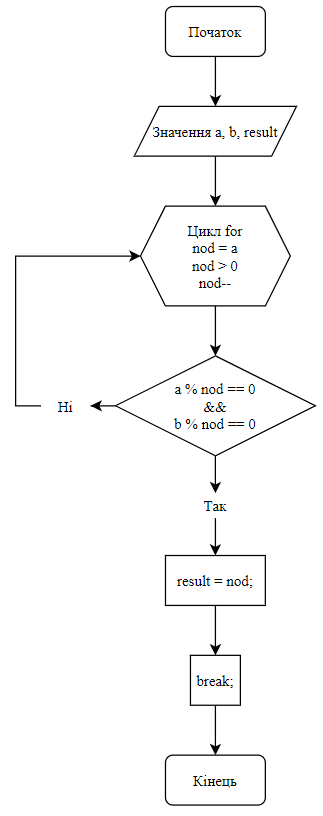 Початок
Значення a, b, result
Цикл for
nod = a
nod > 0
nod--
a % nod == 0
&&
b % nod == 0
Ні
Так
result = nod;
break;
Кінець